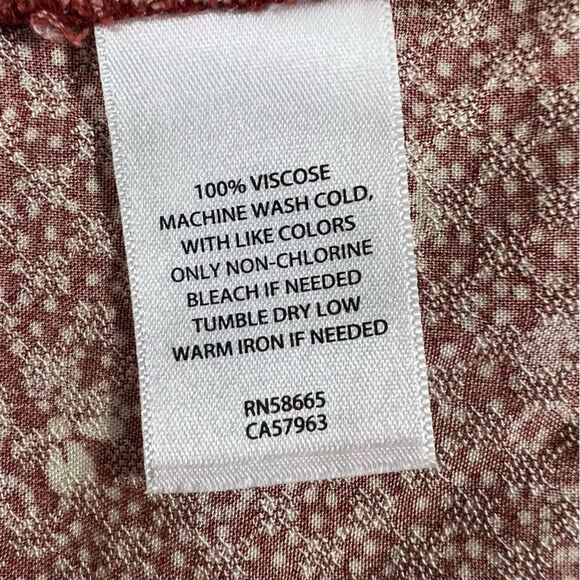 100% VISCOSE
MACHINE WASH COLD,
WITH LIKE COLORS
ONLY NON-CHLORINE
BLEACH IF NEEDED
TUMBLE DRY LOW
WARM IRON IF NEEDED
RN58665
CA57963